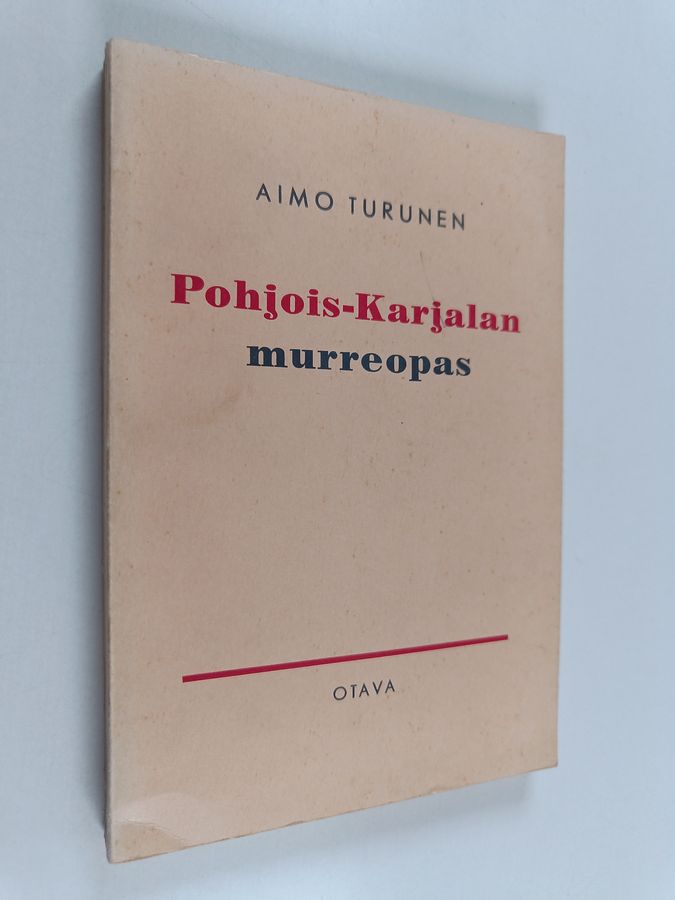 AIMO TURUNEN
Pohjois-Karjalan
murreopas
OTAVA